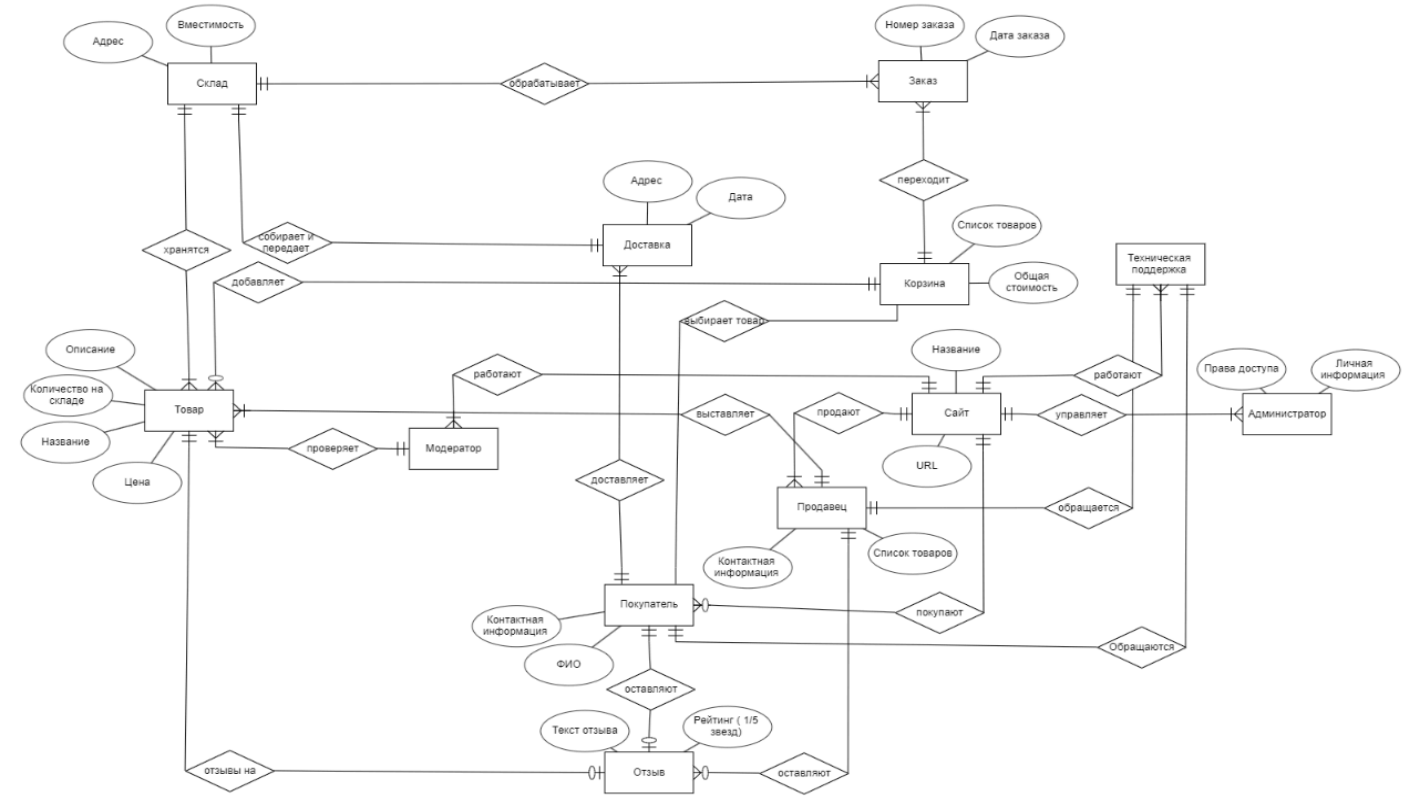 Вместимость
Номер заказа
Адрес
Дата заказа
Склад
обрабатывает
Заказ
Адрес
переходит
Дата
Список товаров
хранятся
собирает и
передает
Доставка
Техническая
поддержка
добавляет
Корзина
Общая
стоимость
выбирает товар
Описание
Название
работают
работают
Права доступа
Личная
информация
Количество на
складе
Товар
выставляет
продают
Сайт
управляет
Администратор
Название
проверяет
Модератор
URL
Цена
доставляет
Продавец
обращается
Контактная
информация
Список товаров
Покупатель
покупают
Контактная
информация
Обращаются
ФИО
оставляют
Текст отзыва
Рейтинг ( 1/5
звезд)
отзывы на
Отзыв
оставляют